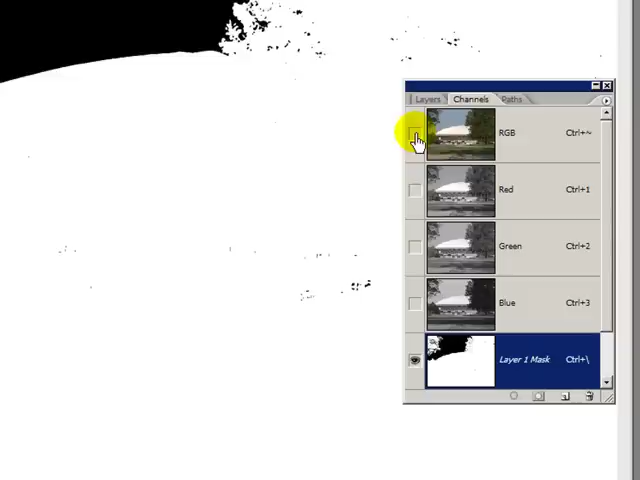 Layers Channels Paths
RGB Ctrl+~
Red Ctrl+1
Green Ctrl+2
Blue Ctrl+3
Layer 1 Mask Ctrl+\